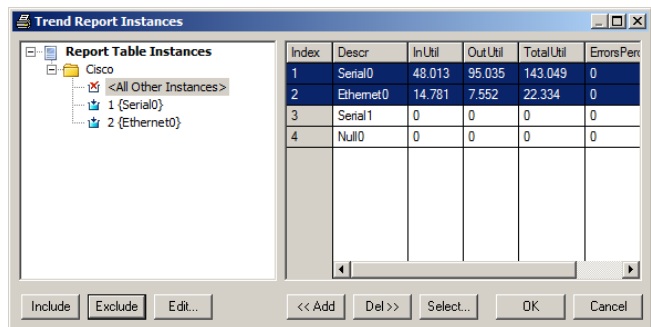 Trend Report Instances
Report Table Instances
Cisco
<All Other Instances>
1 {Serial0}
2 {Ethernet0}
Index Descr InUtil OutUtil TotalUtil ErrorsPerc
1 Serial0 48.013 95.035 143.049 0
2 Ethernet0 14.781 7.552 22.334 0
3 Serial1 0 0 0 0
4 Null0 0 0 0 0
Include Exclude Edit... << Add Del >> Select... OK Cancel